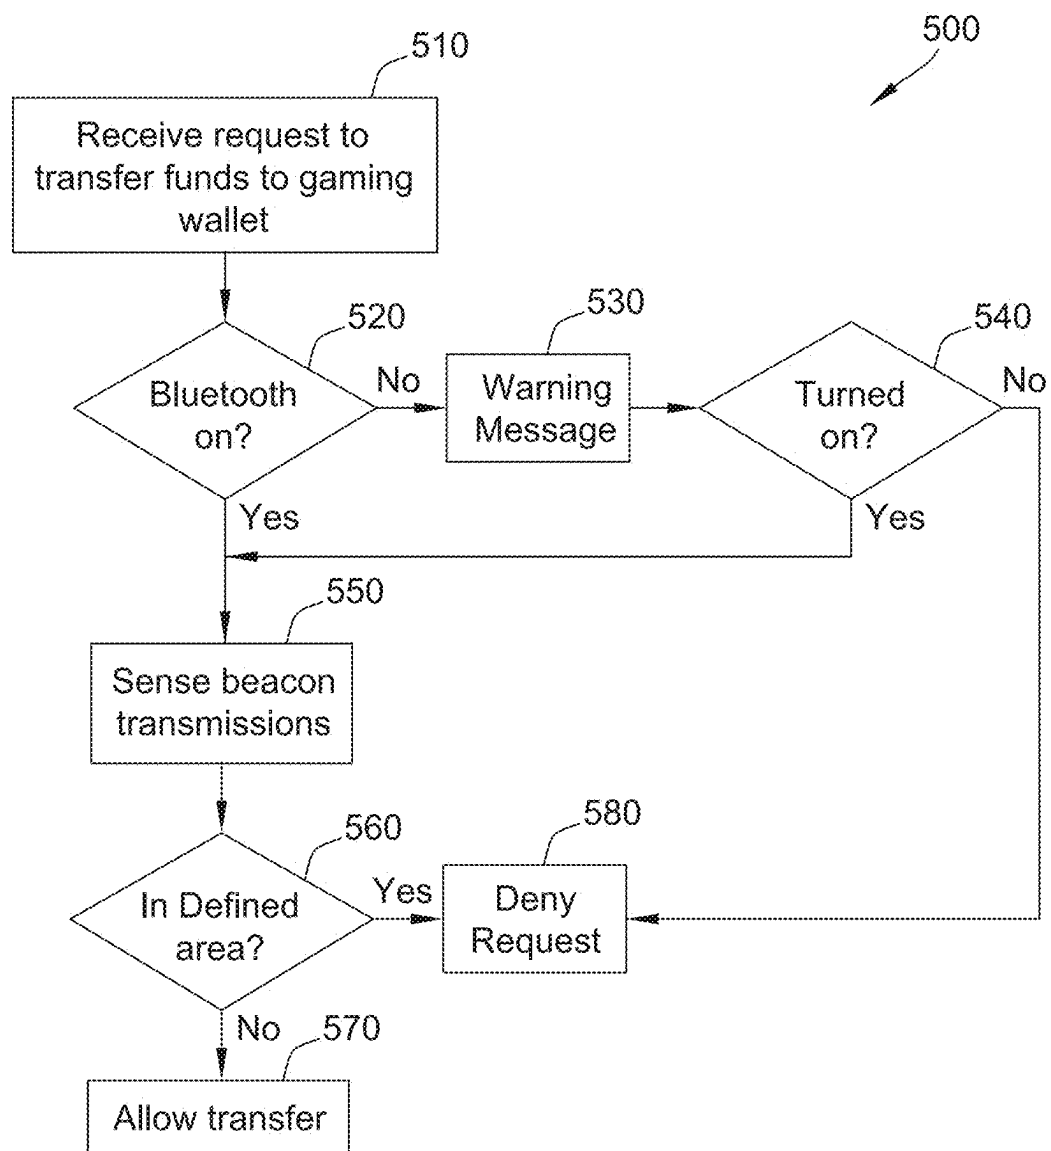 500
510
Receive request to
transfer funds to gaming
wallet
520
Bluetooth
on?
No
530
Warning
Message
540
Turned
on?
No
Yes
Yes
550
Sense beacon
transmissions
560
In Defined
area?
Yes
580
Deny
Request
No
570
Allow transfer